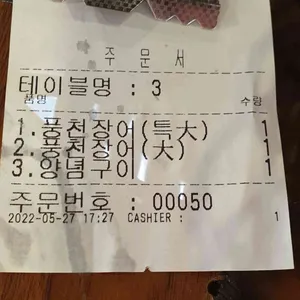 주 문 서
테이블명 : 3
품명 수량
1.풍천장어(특大) 1
2.풍천장어(大) 1
3.양념구이 1
주문번호 : 00050
2022-05-27 17:27 CASHIER : 1